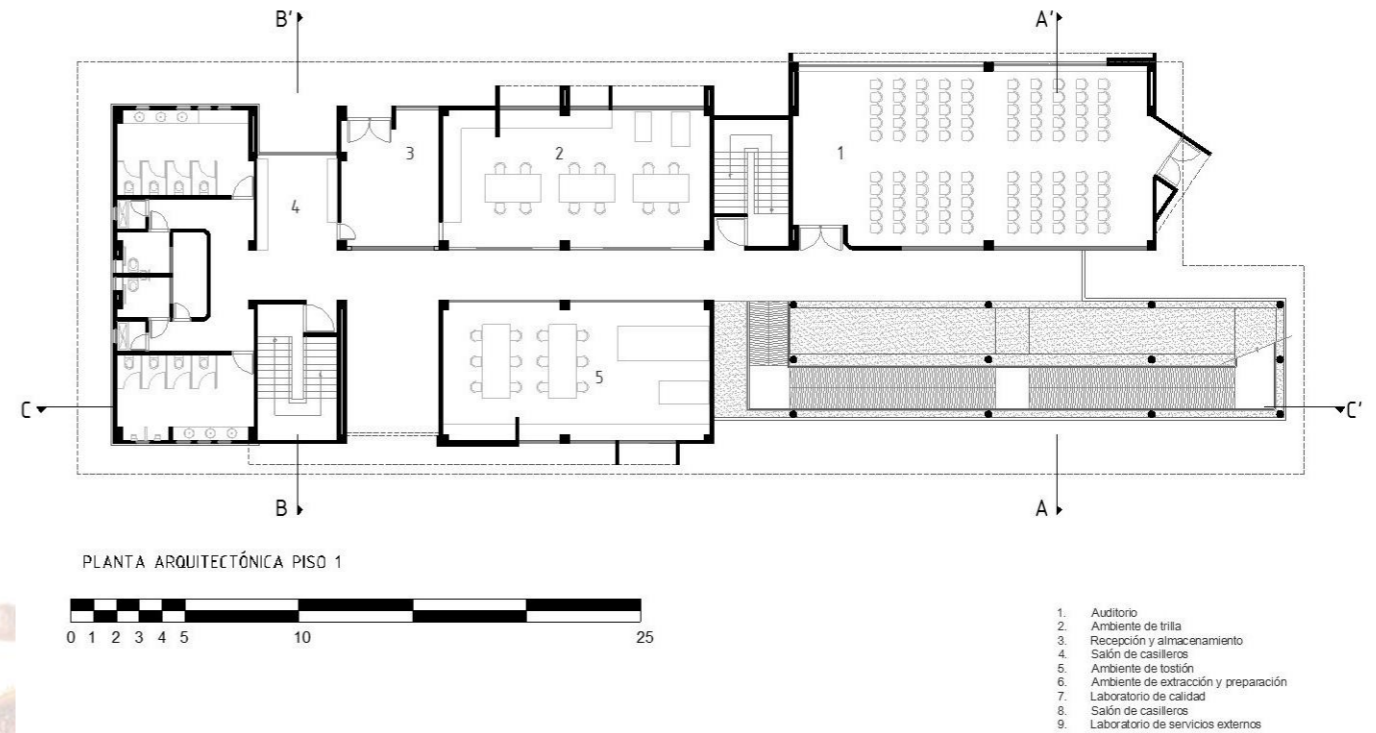 B' A'
3 2 1
4
5
C C'
B A
PLANTA ARQUITECTÓNICA PISO 1
0 1 2 3 4 5 10 25
1. Auditorio
2. Ambiente de trilla
3. Recepción y almacenamiento
4. Salón de casilleros
5. Ambiente de tostión
6. Ambiente de extracción y preparación
7. Laboratorio de calidad
8. Salón de casilleros
9. Laboratorio de servicios externos